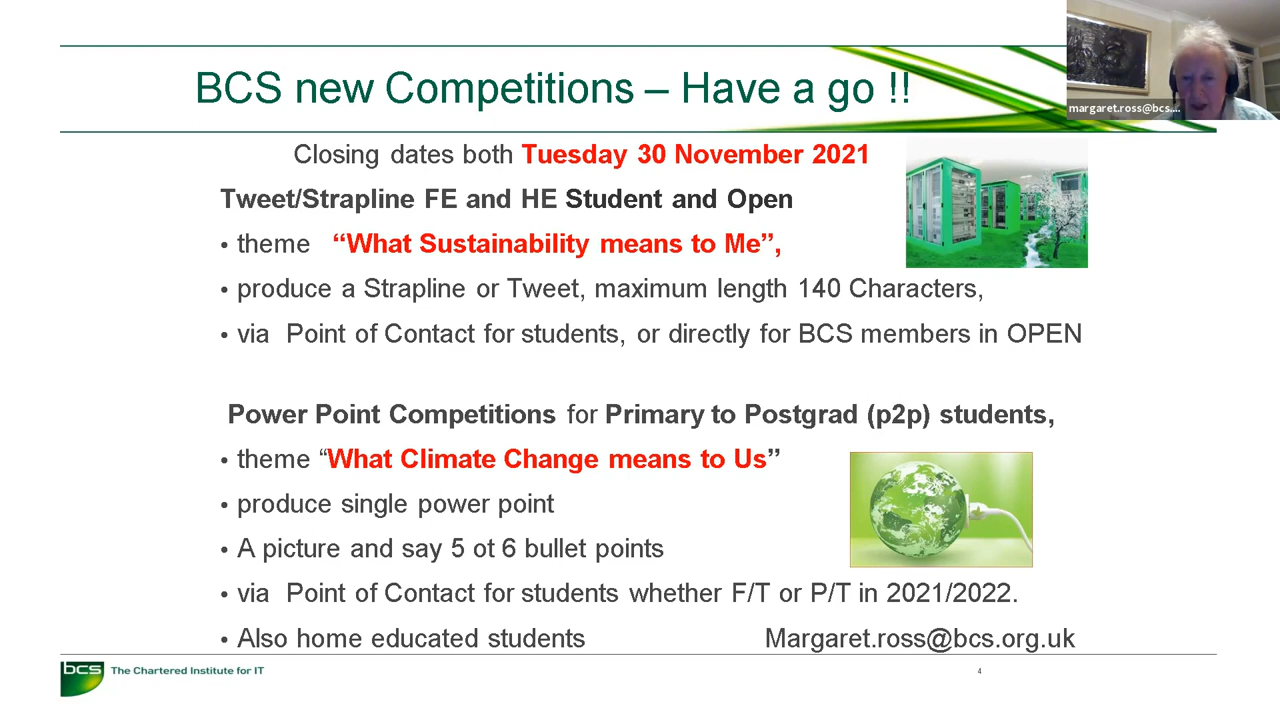 BCS new Competitions – Have a go !!
margaret.ross@bcs....
Closing dates both Tuesday 30 November 2021
Tweet/Strapline FE and HE Student and Open
• theme “What Sustainability means to Me”,
• produce a Strapline or Tweet, maximum length 140 Characters,
• via Point of Contact for students, or directly for BCS members in OPEN
Power Point Competitions for Primary to Postgrad (p2p) students,
• theme “What Climate Change means to Us”
• produce single power point
• A picture and say 5 ot 6 bullet points
• via Point of Contact for students whether F/T or P/T in 2021/2022.
• Also home educated students Margaret.ross@bcs.org.uk
bcs The Chartered Institute for IT
4